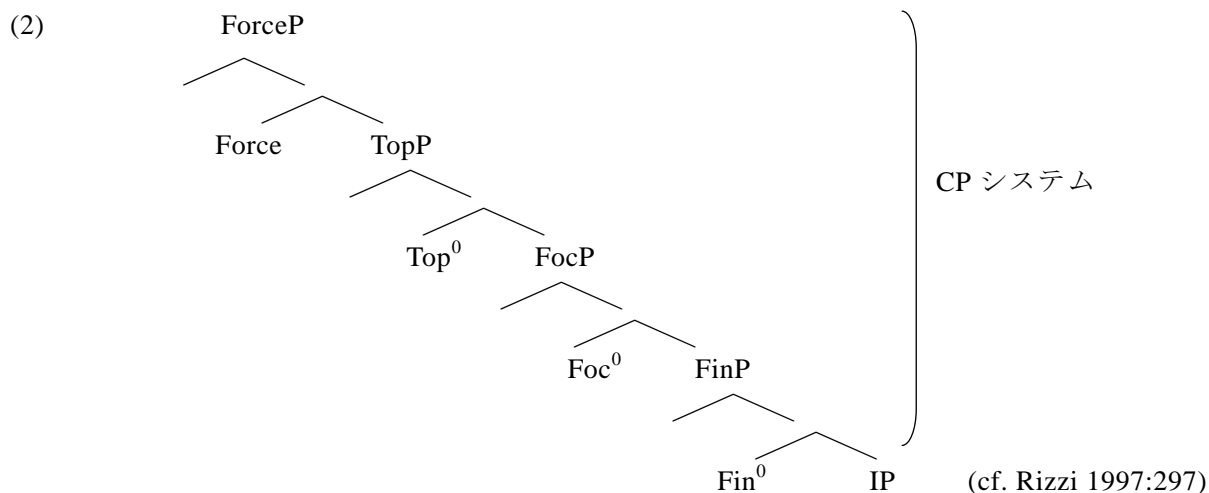 (2) ForceP
Force TopP
CP システム
Top⁰ FocP
Foc⁰ FinP
Fin⁰ IP (cf. Rizzi 1997:297)